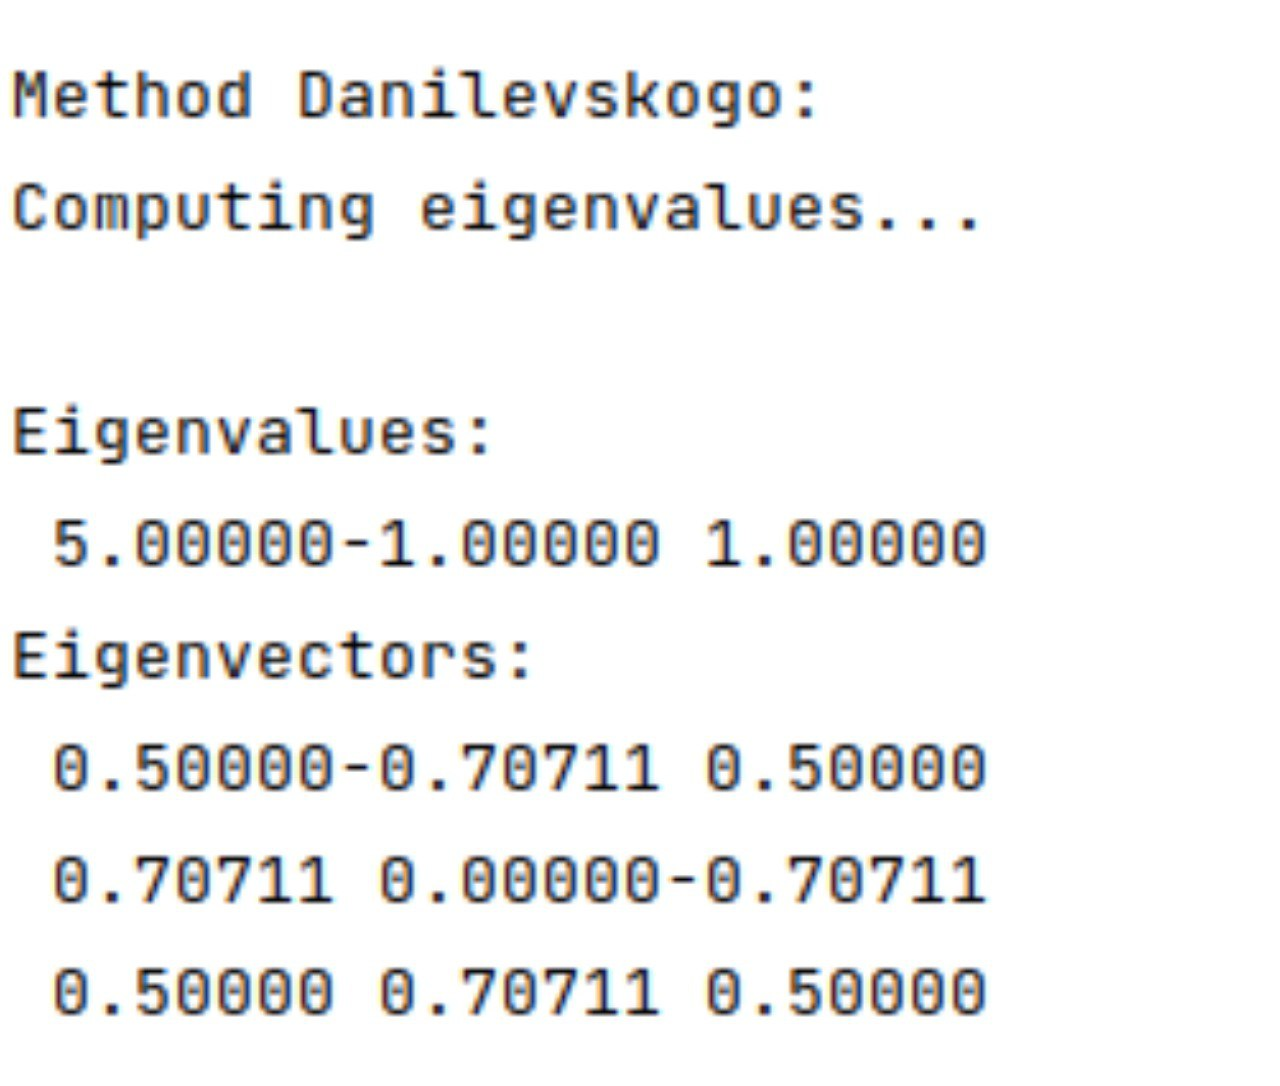 Method Danilevskogo:
Computing eigenvalues...
Eigenvalues:
5.00000-1.00000 1.00000
Eigenvectors:
0.50000-0.70711 0.50000
0.70711 0.00000-0.70711
0.50000 0.70711 0.50000